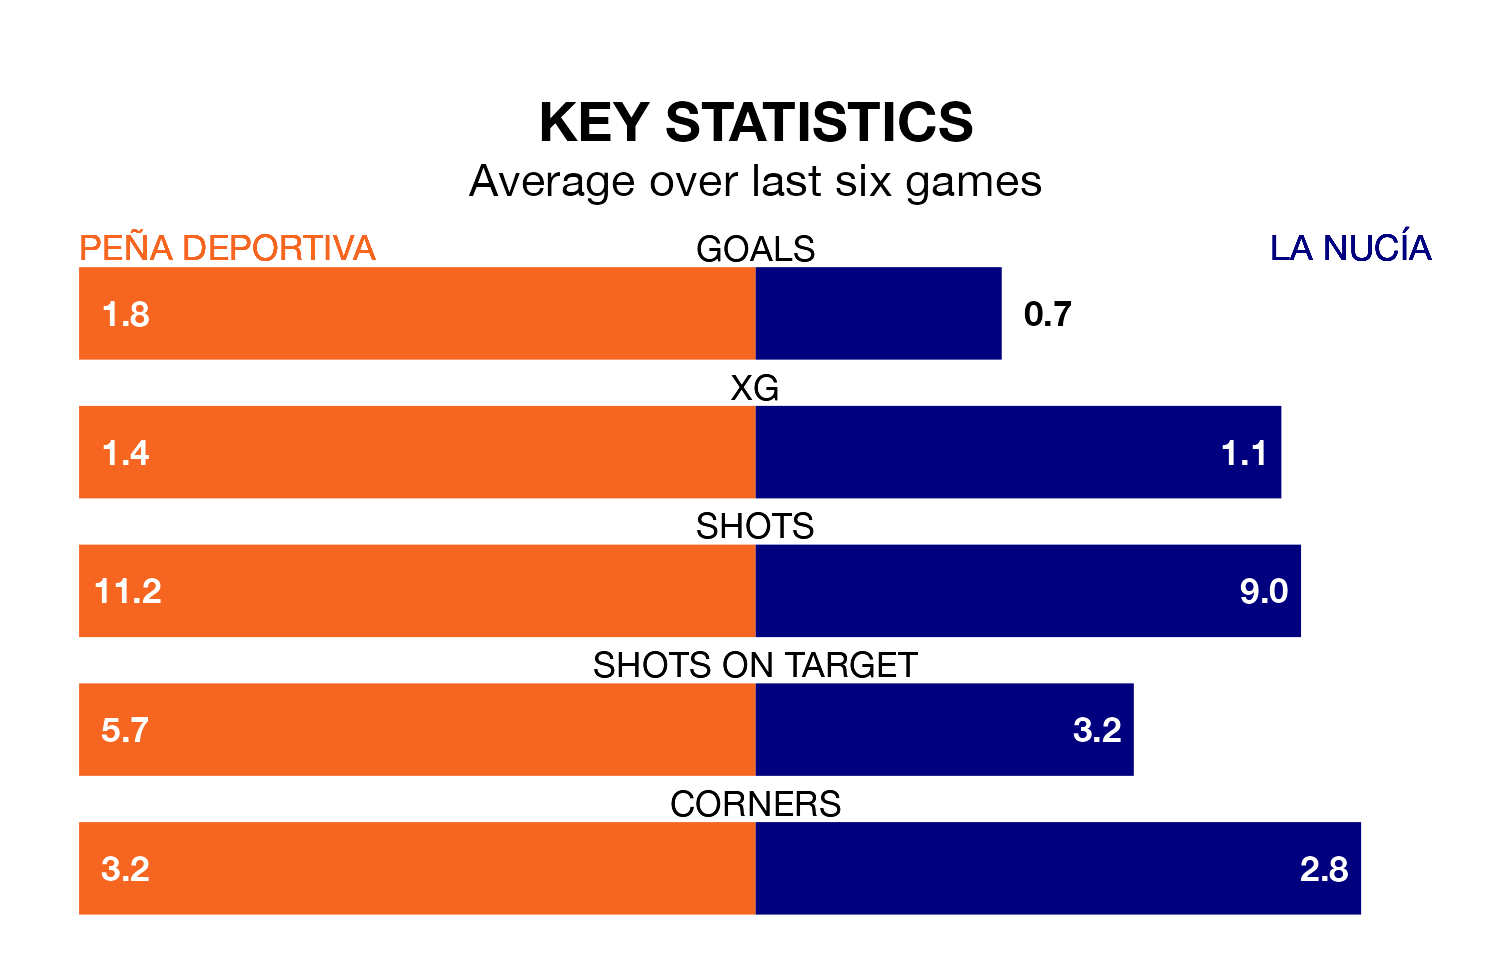 KEY STATISTICS
Average over last six games
PEÑA DEPORTIVA GOALS LA NUCÍA
1.8 0.7
XG
1.4 1.1
SHOTS
11.2 9.0
SHOTS ON TARGET
5.7 3.2
CORNERS
3.2 2.8